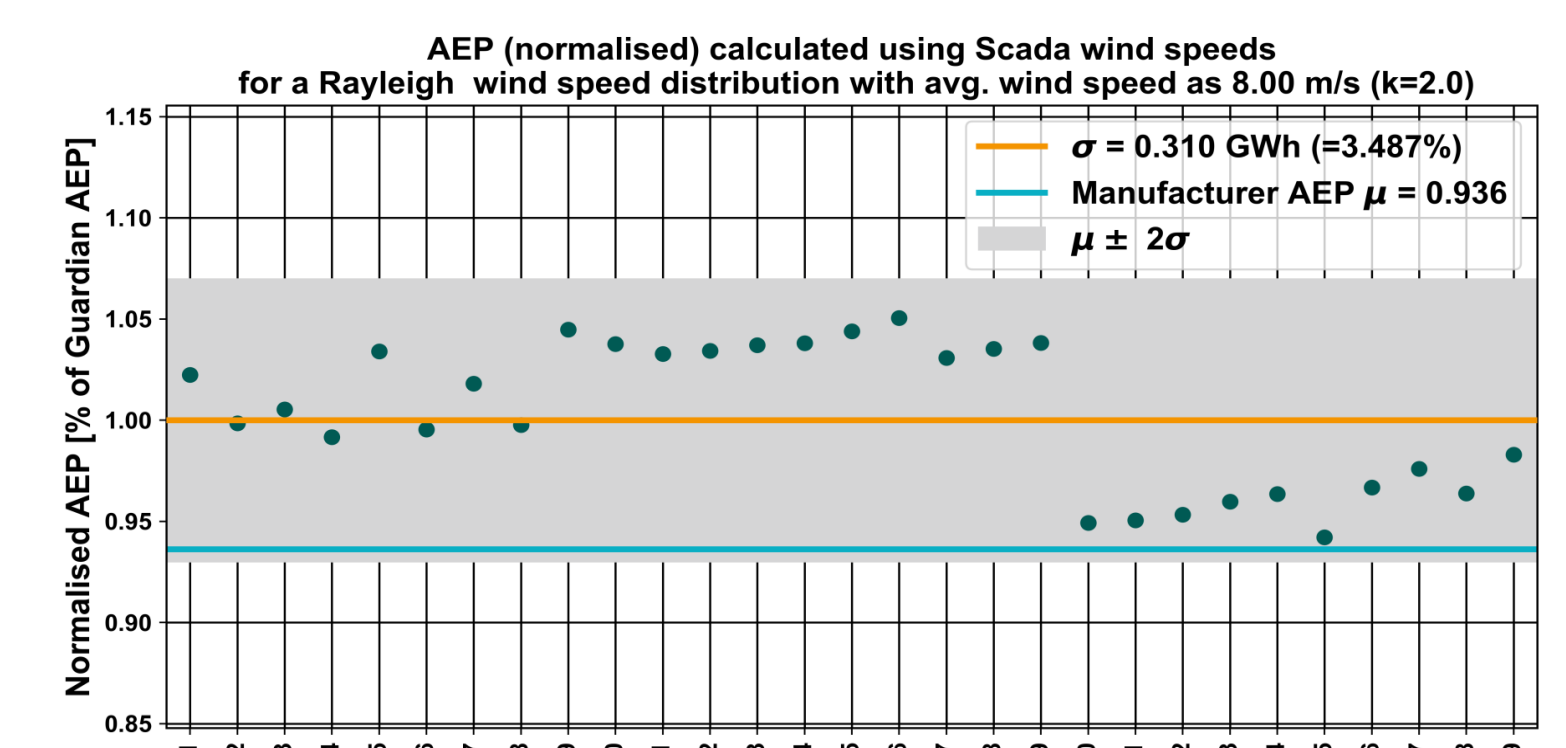 AEP (normalised) calculated using Scada wind speeds
for a Rayleigh wind speed distribution with avg. wind speed as 8.00 m/s (k=2.0)
Normalised AEP [% of Guardian AEP]
1.15
1.10
1.05
1.00
0.95
0.90
0.85
σ = 0.310 GWh (=3.487%)
Manufacturer AEP μ = 0.936
μ ± 2σ